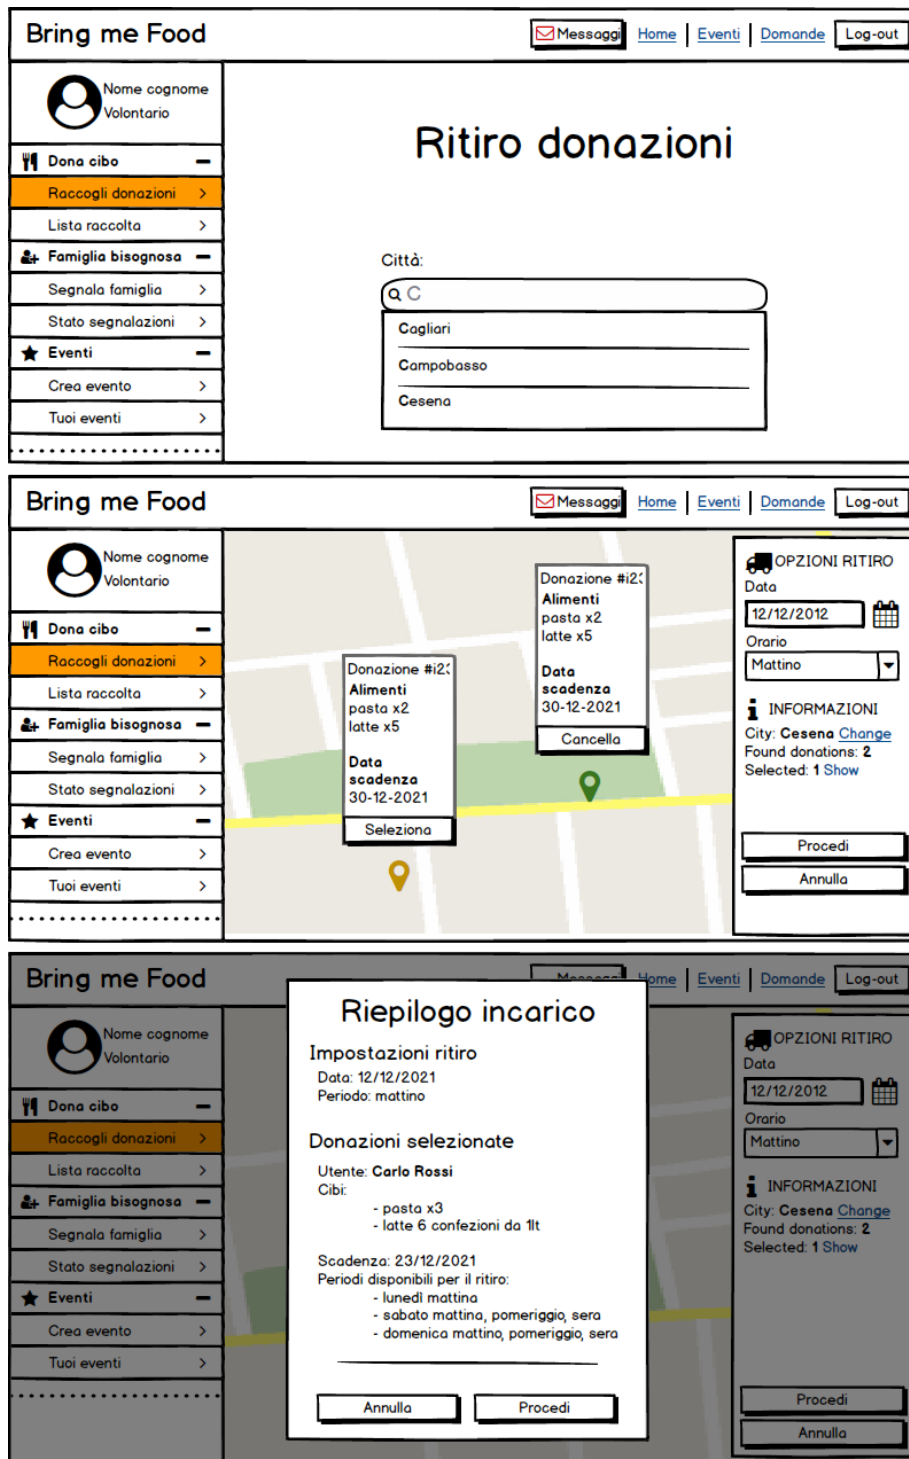 Bring me Food
Messaggi Home Eventi Domande Log-out
Nome cognome
Volontario
Dona cibo
Raccogli donazioni
Lista raccolta
Famiglia bisognosa
Segnala famiglia
Stato segnalazioni
Eventi
Crea evento
Tuoi eventi
Ritiro donazioni
Città:
C
Cagliari
Campobasso
Cesena
Bring me Food
Messaggi Home Eventi Domande Log-out
Nome cognome
Volontario
Dona cibo
Raccogli donazioni
Lista raccolta
Famiglia bisognosa
Segnala famiglia
Stato segnalazioni
Eventi
Crea evento
Tuoi eventi
Donazione #i23
Alimenti
pasta x2
latte x5
Data
scadenza
30-12-2021
Seleziona
Donazione #i23
Alimenti
pasta x2
latte x5
Data
scadenza
30-12-2021
Cancella
OPZIONI RITIRO
Data
12/12/2012
Orario
Mattino
INFORMAZIONI
City: Cesena Change
Found donations: 2
Selected: 1 Show
Procedi
Annulla
Bring me Food
Messaggi Home Eventi Domande Log-out
Nome cognome
Volontario
Dona cibo
Raccogli donazioni
Lista raccolta
Famiglia bisognosa
Segnala famiglia
Stato segnalazioni
Eventi
Crea evento
Tuoi eventi
Riepilogo incarico
Impostazioni ritiro
Data: 12/12/2021
Periodo: mattino
Donazioni selezionate
Utente: Carlo Rossi
Cibi:
- pasta x3
- latte 6 confezioni da 1lt
Scadenza: 23/12/2021
Periodi disponibili per il ritiro:
- lunedì mattina
- sabato mattina, pomeriggio, sera
- domenica mattino, pomeriggio, sera
Annulla Procedi
OPZIONI RITIRO
Data
12/12/2012
Orario
Mattino
INFORMAZIONI
City: Cesena Change
Found donations: 2
Selected: 1 Show
Procedi
Annulla